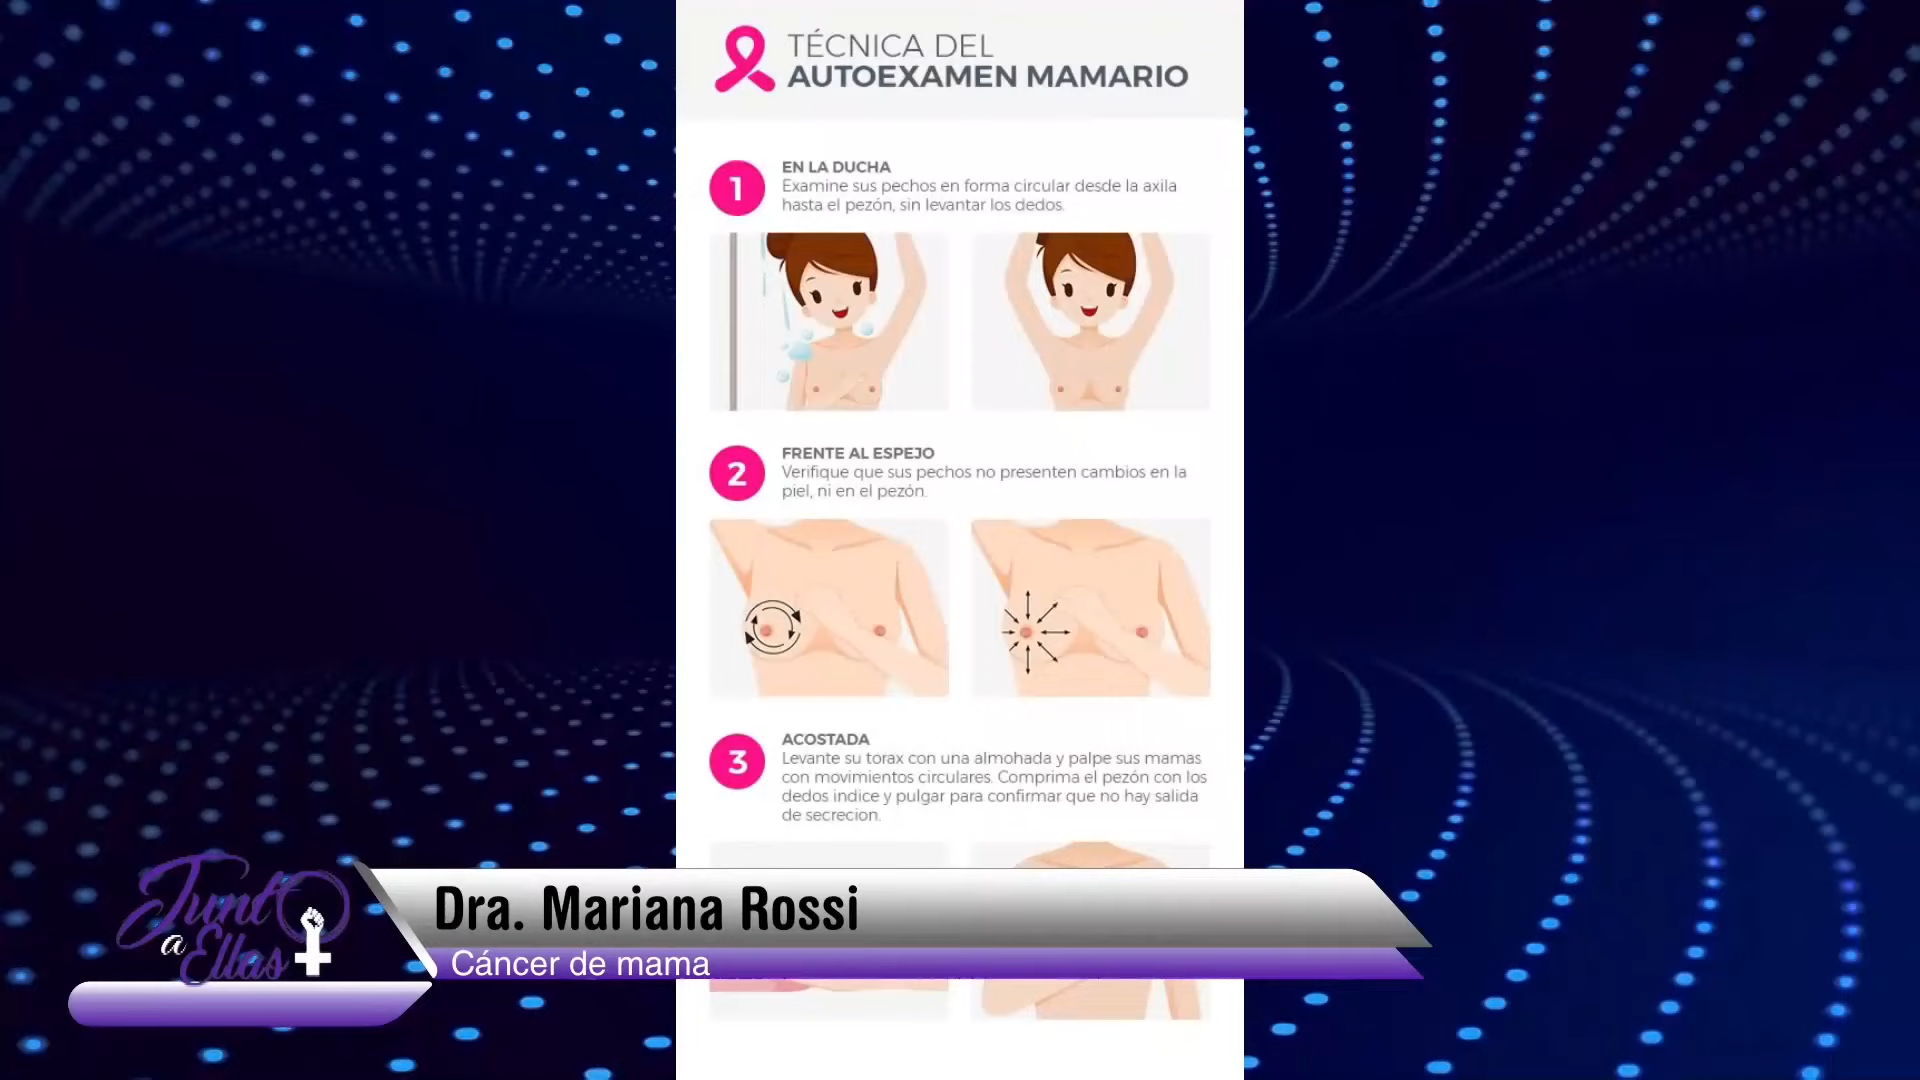 TÉCNICA DEL
AUTOEXAMEN MAMARIO
1
EN LA DUCHA
Examine sus pechos en forma circular desde la axila
hasta el pezón, sin levantar los dedos.
2
FRENTE AL ESPEJO
Verifique que sus pechos no presenten cambios en la
piel, ni en el pezón.
3
ACOSTADA
Levante su torax con una almohada y palpe sus mamas
con movimientos circulares. Comprima el pezón con los
dedos indice y pulgar para confirmar que no hay salida
de secrecion.
Junto
a Ellas
Dra. Mariana Rossi
Cáncer de mama